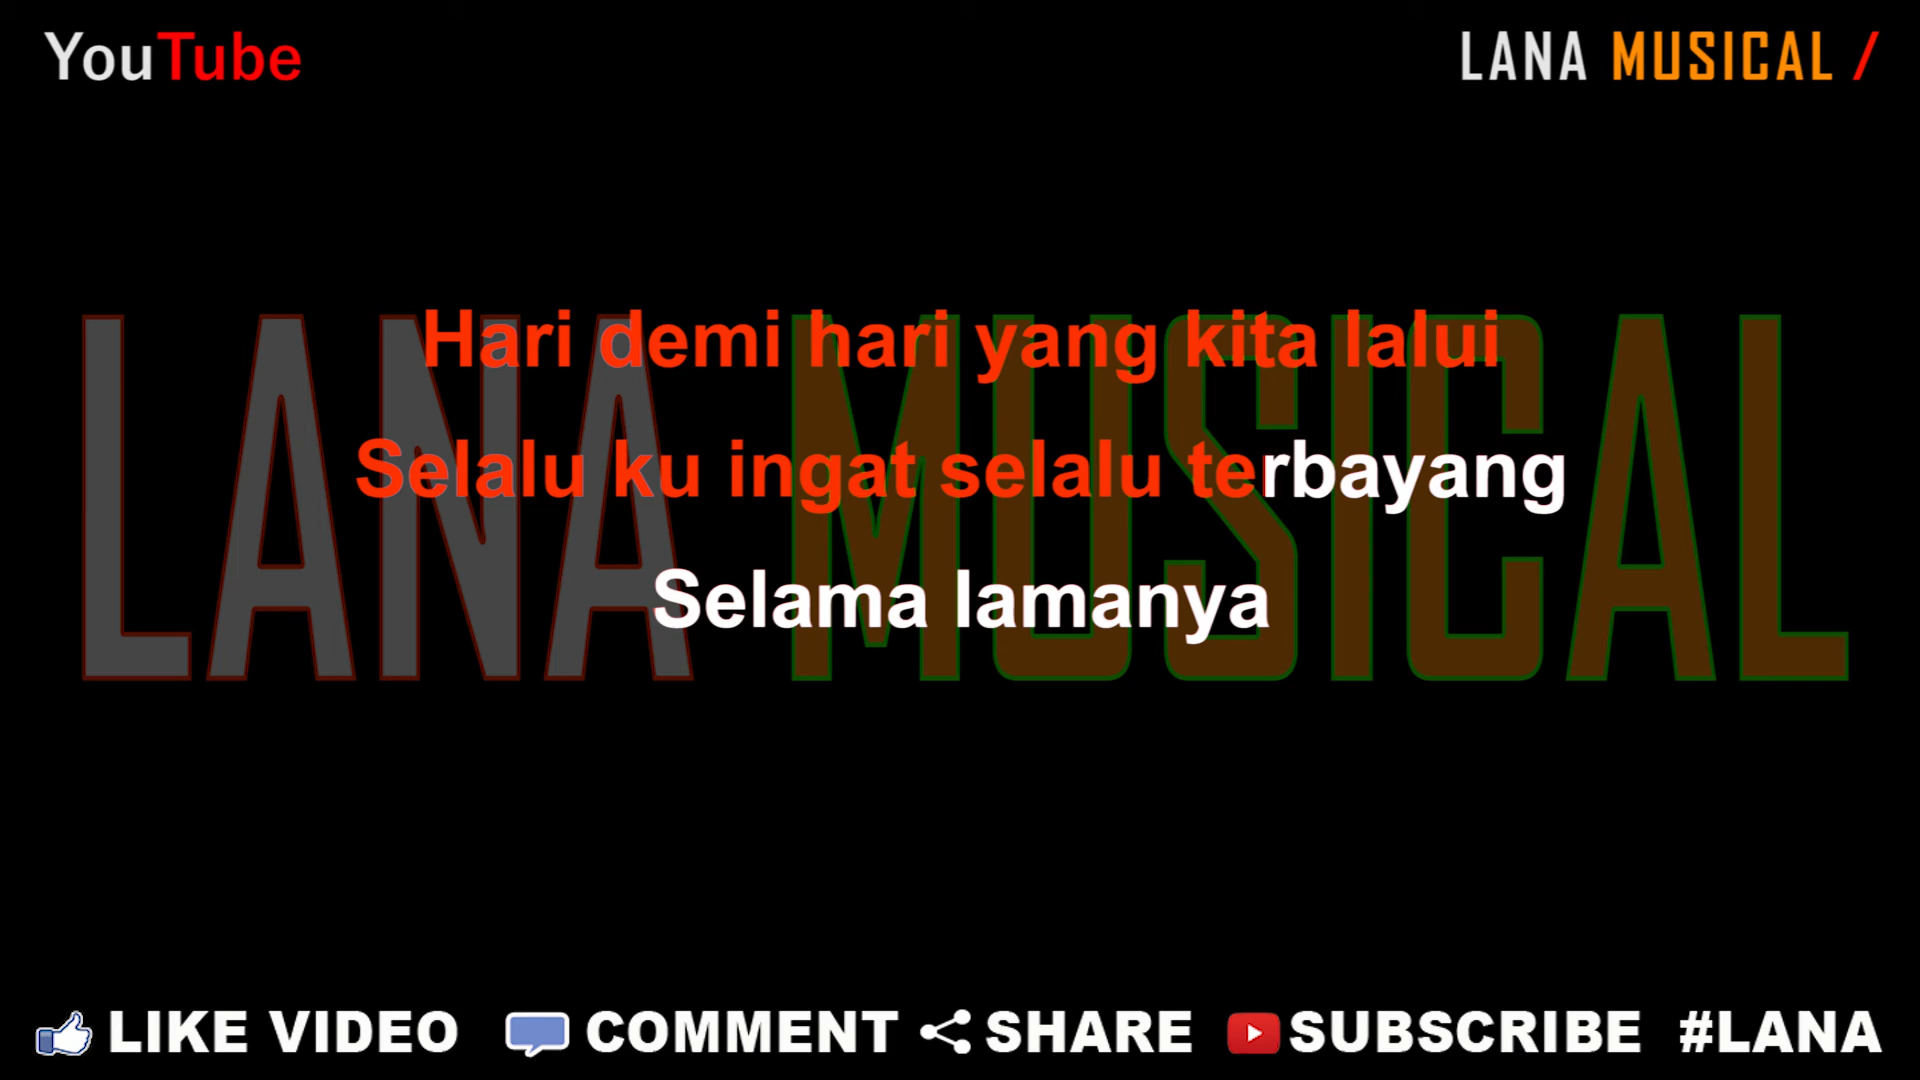 YouTube
LANA MUSICAL /
LANA MUSICAL
Hari demi hari yang kita lalui
Selalu ku ingat selalu terbayang
Selama lamanya
LIKE VIDEO COMMENT SHARE SUBSCRIBE #LANA